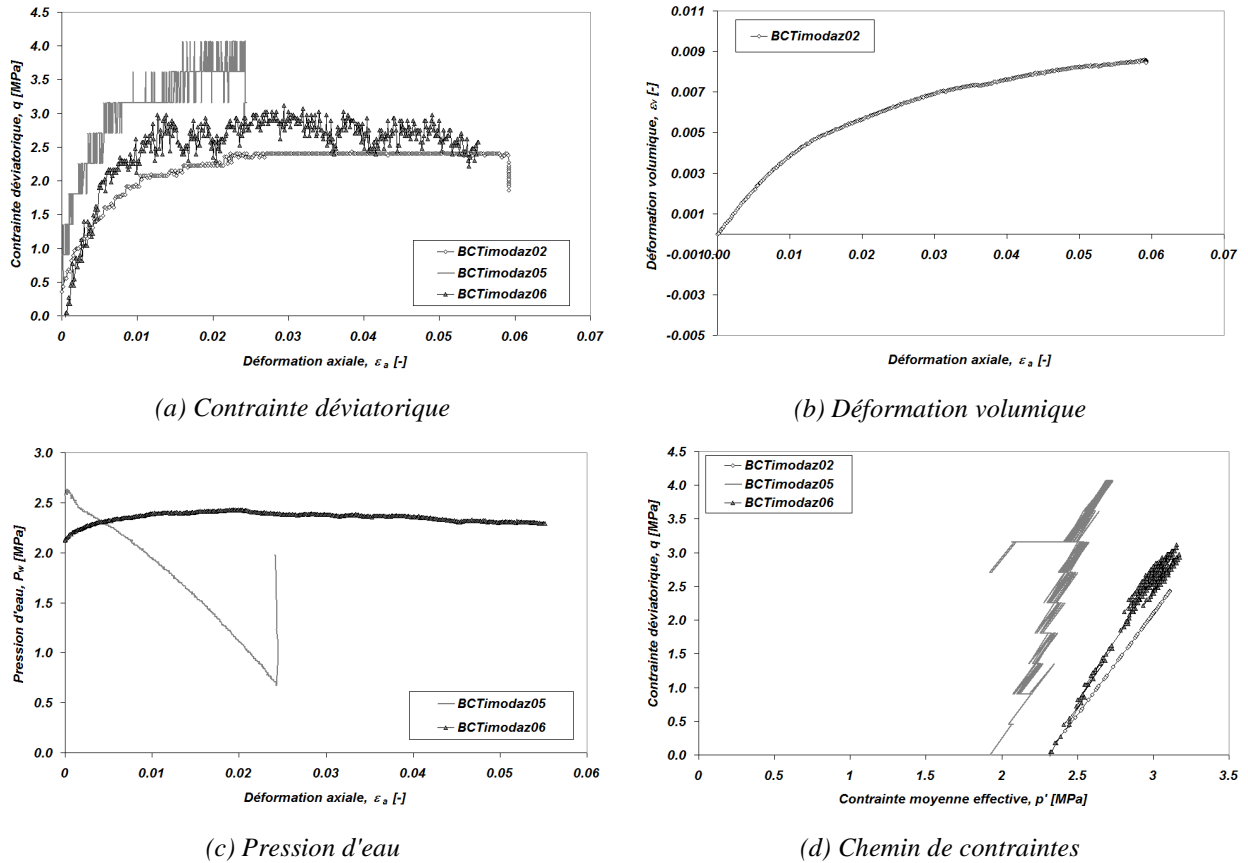 4.5
4.0
3.5
3.0
2.5
2.0
1.5
1.0
0.5
0.0
Contrainte déviatorique, q [MPa]
BCTimodaz02
BCTimodaz05
BCTimodaz06
0 0.01 0.02 0.03 0.04 0.05 0.06 0.07
Déformation axiale, ε a [-]
(a) Contrainte déviatorique
0.011
0.009
0.007
0.005
0.003
0.001
-0.001
-0.003
-0.005
Déformation volumique, εv [-]
BCTimodaz02
0.00 0.01 0.02 0.03 0.04 0.05 0.06 0.07
Déformation axiale, ε a [-]
(b) Déformation volumique
3.0
2.5
2.0
1.5
1.0
0.5
0.0
Pression d'eau, Pw [MPa]
BCTimodaz05
BCTimodaz06
0 0.01 0.02 0.03 0.04 0.05 0.06
Déformation axiale, ε a [-]
(c) Pression d'eau
4.5
4.0
3.5
3.0
2.5
2.0
1.5
1.0
0.5
0.0
Contrainte déviatorique, q [MPa]
BCTimodaz02
BCTimodaz05
BCTimodaz06
0 0.5 1 1.5 2 2.5 3 3.5
Contrainte moyenne effective, p' [MPa]
(d) Chemin de contraintes